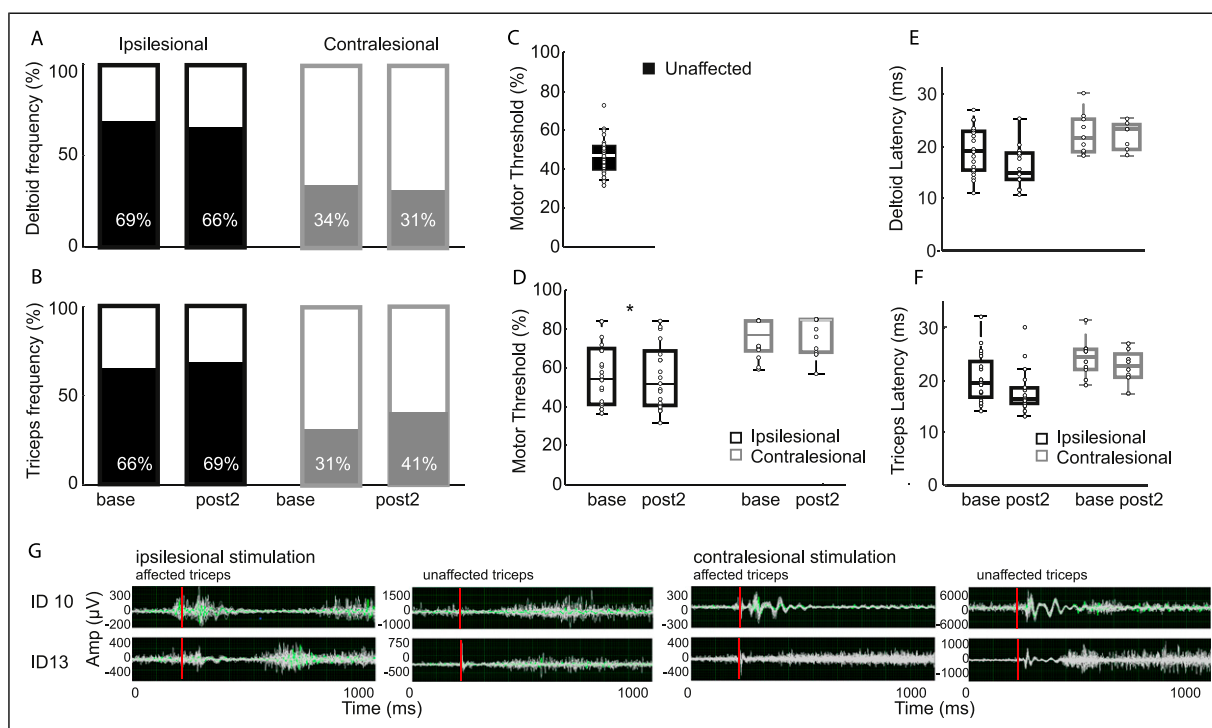 A
Ipsilesional
Contralesional
Deltoid frequency (%)
100
50
0
69%
66%
34%
31%
B
Triceps frequency (%)
100
50
0
66%
69%
31%
41%
base
post2
base
post2
C
Motor Threshold (%)
100
80
60
40
20
0
Unaffected
D
Motor Threshold (%)
100
80
60
40
20
0
*
Ipsilesional
Contralesional
base
post2
base
post2
E
Deltoid Latency (ms)
30
20
10
0
F
Triceps Latency (ms)
30
20
10
0
Ipsilesional
Contralesional
base post2
base post2
G
ipsilesional stimulation
contralesional stimulation
affected triceps
unaffected triceps
affected triceps
unaffected triceps
ID 10
300
0
-200
1500
0
-1000
300
0
-300
6000
0
-6000
Amp (µV)
ID13
400
0
-400
750
0
-400
400
0
-400
1000
0
-1000
0
1000
0
1000
0
1000
0
1000
Time (ms)
Time (ms)